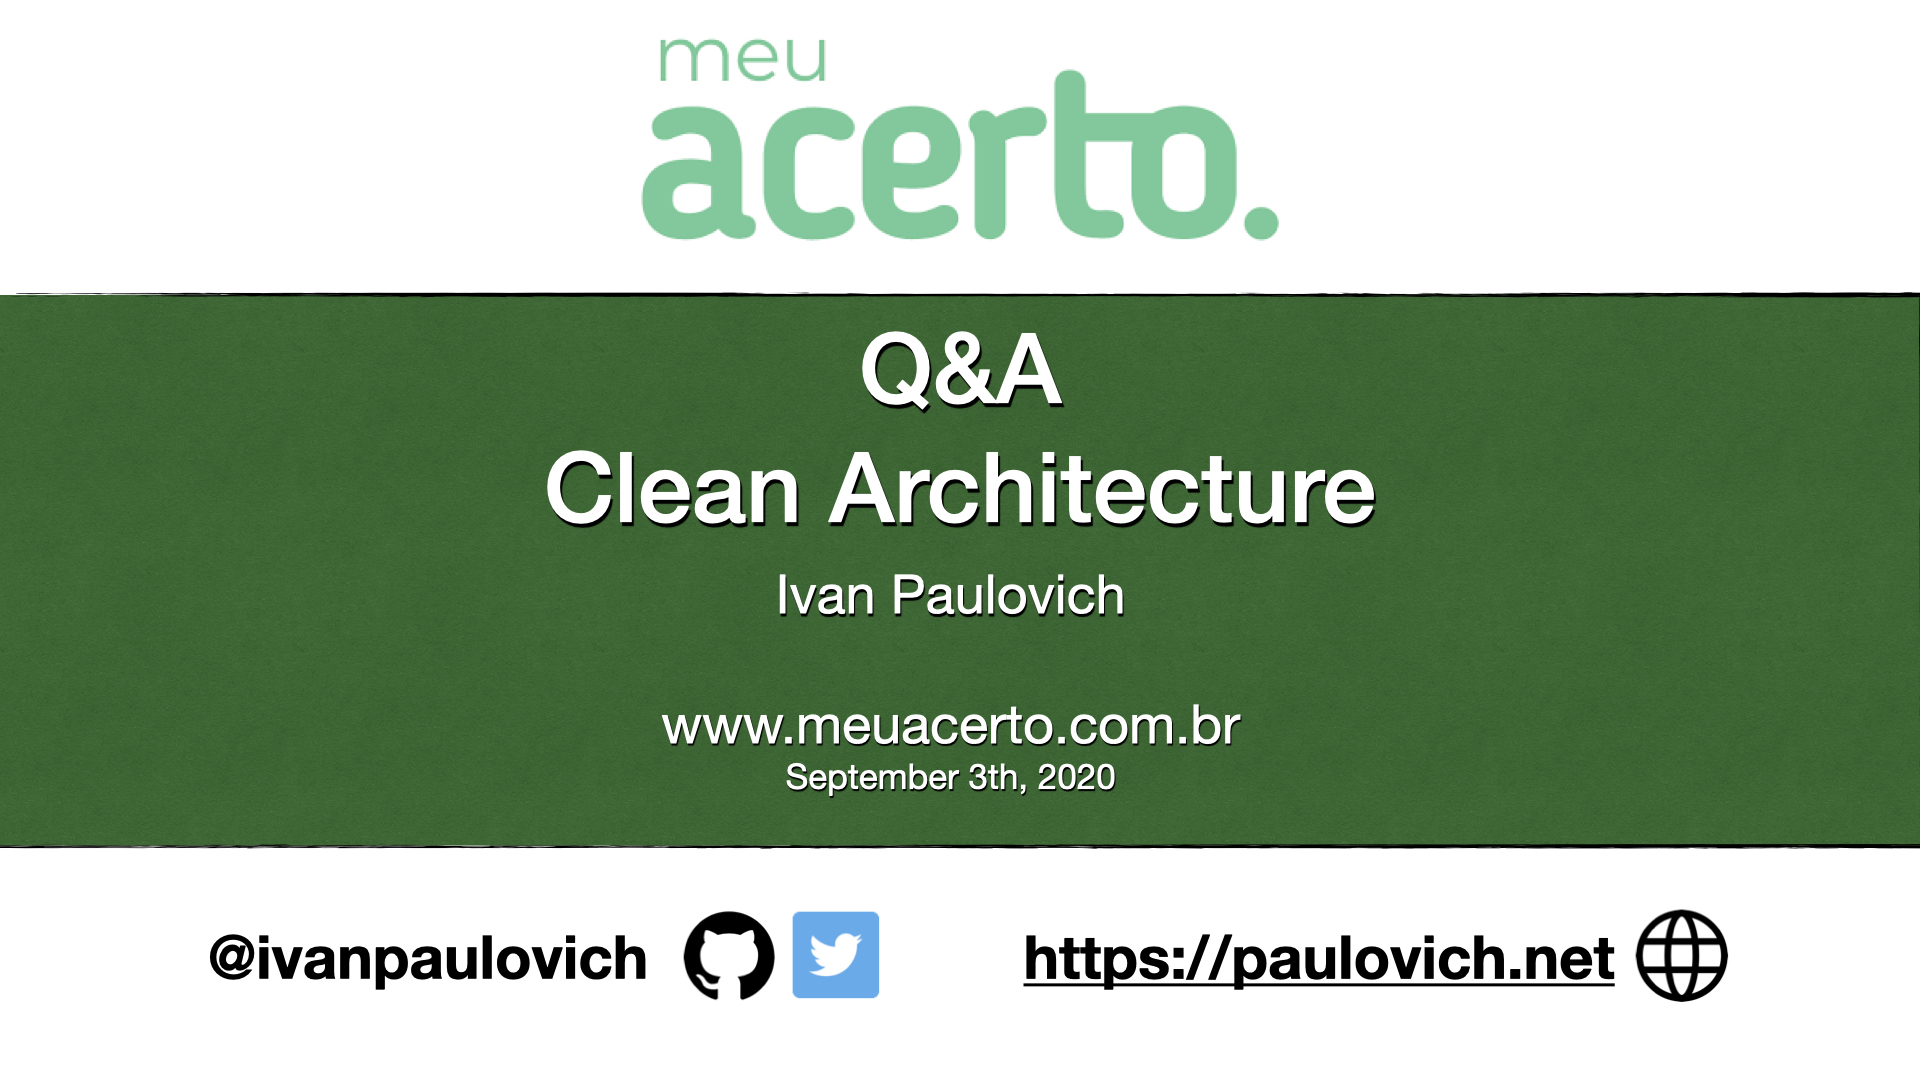 meu
acerto.
Q&A
Clean Architecture
Ivan Paulovich
www.meuacerto.com.br
September 3th, 2020
@ivanpaulovich
https://paulovich.net